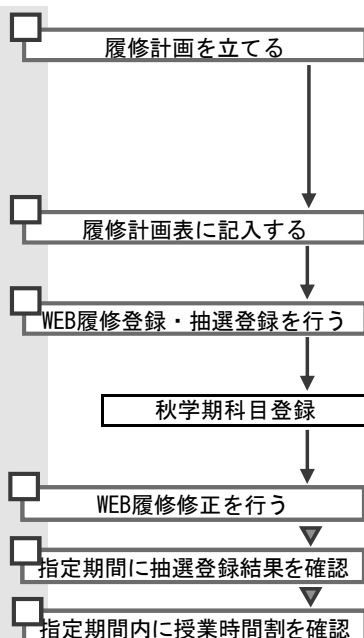 履修計画を立てる
履修計画表に記入する
WEB履修登録・抽選登録を行う
秋学期科目登録
WEB履修修正を行う
指定期間に抽選登録結果を確認
指定期間内に授業時間割を確認